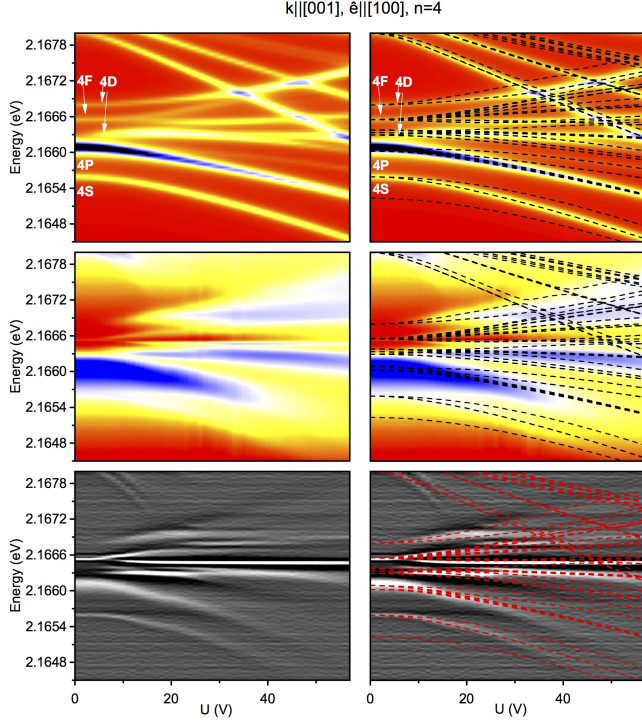 k||[001], ê||[100], n=4
2.1678
2.1672
2.1666
2.1660
2.1654
2.1648
Energy (eV)
4F
4D
4P
4S
4F
4D
4P
4S
2.1678
2.1672
2.1666
2.1660
2.1654
2.1648
Energy (eV)
2.1678
2.1672
2.1666
2.1660
2.1654
2.1648
Energy (eV)
0
20
40
U (V)
0
20
40
U (V)